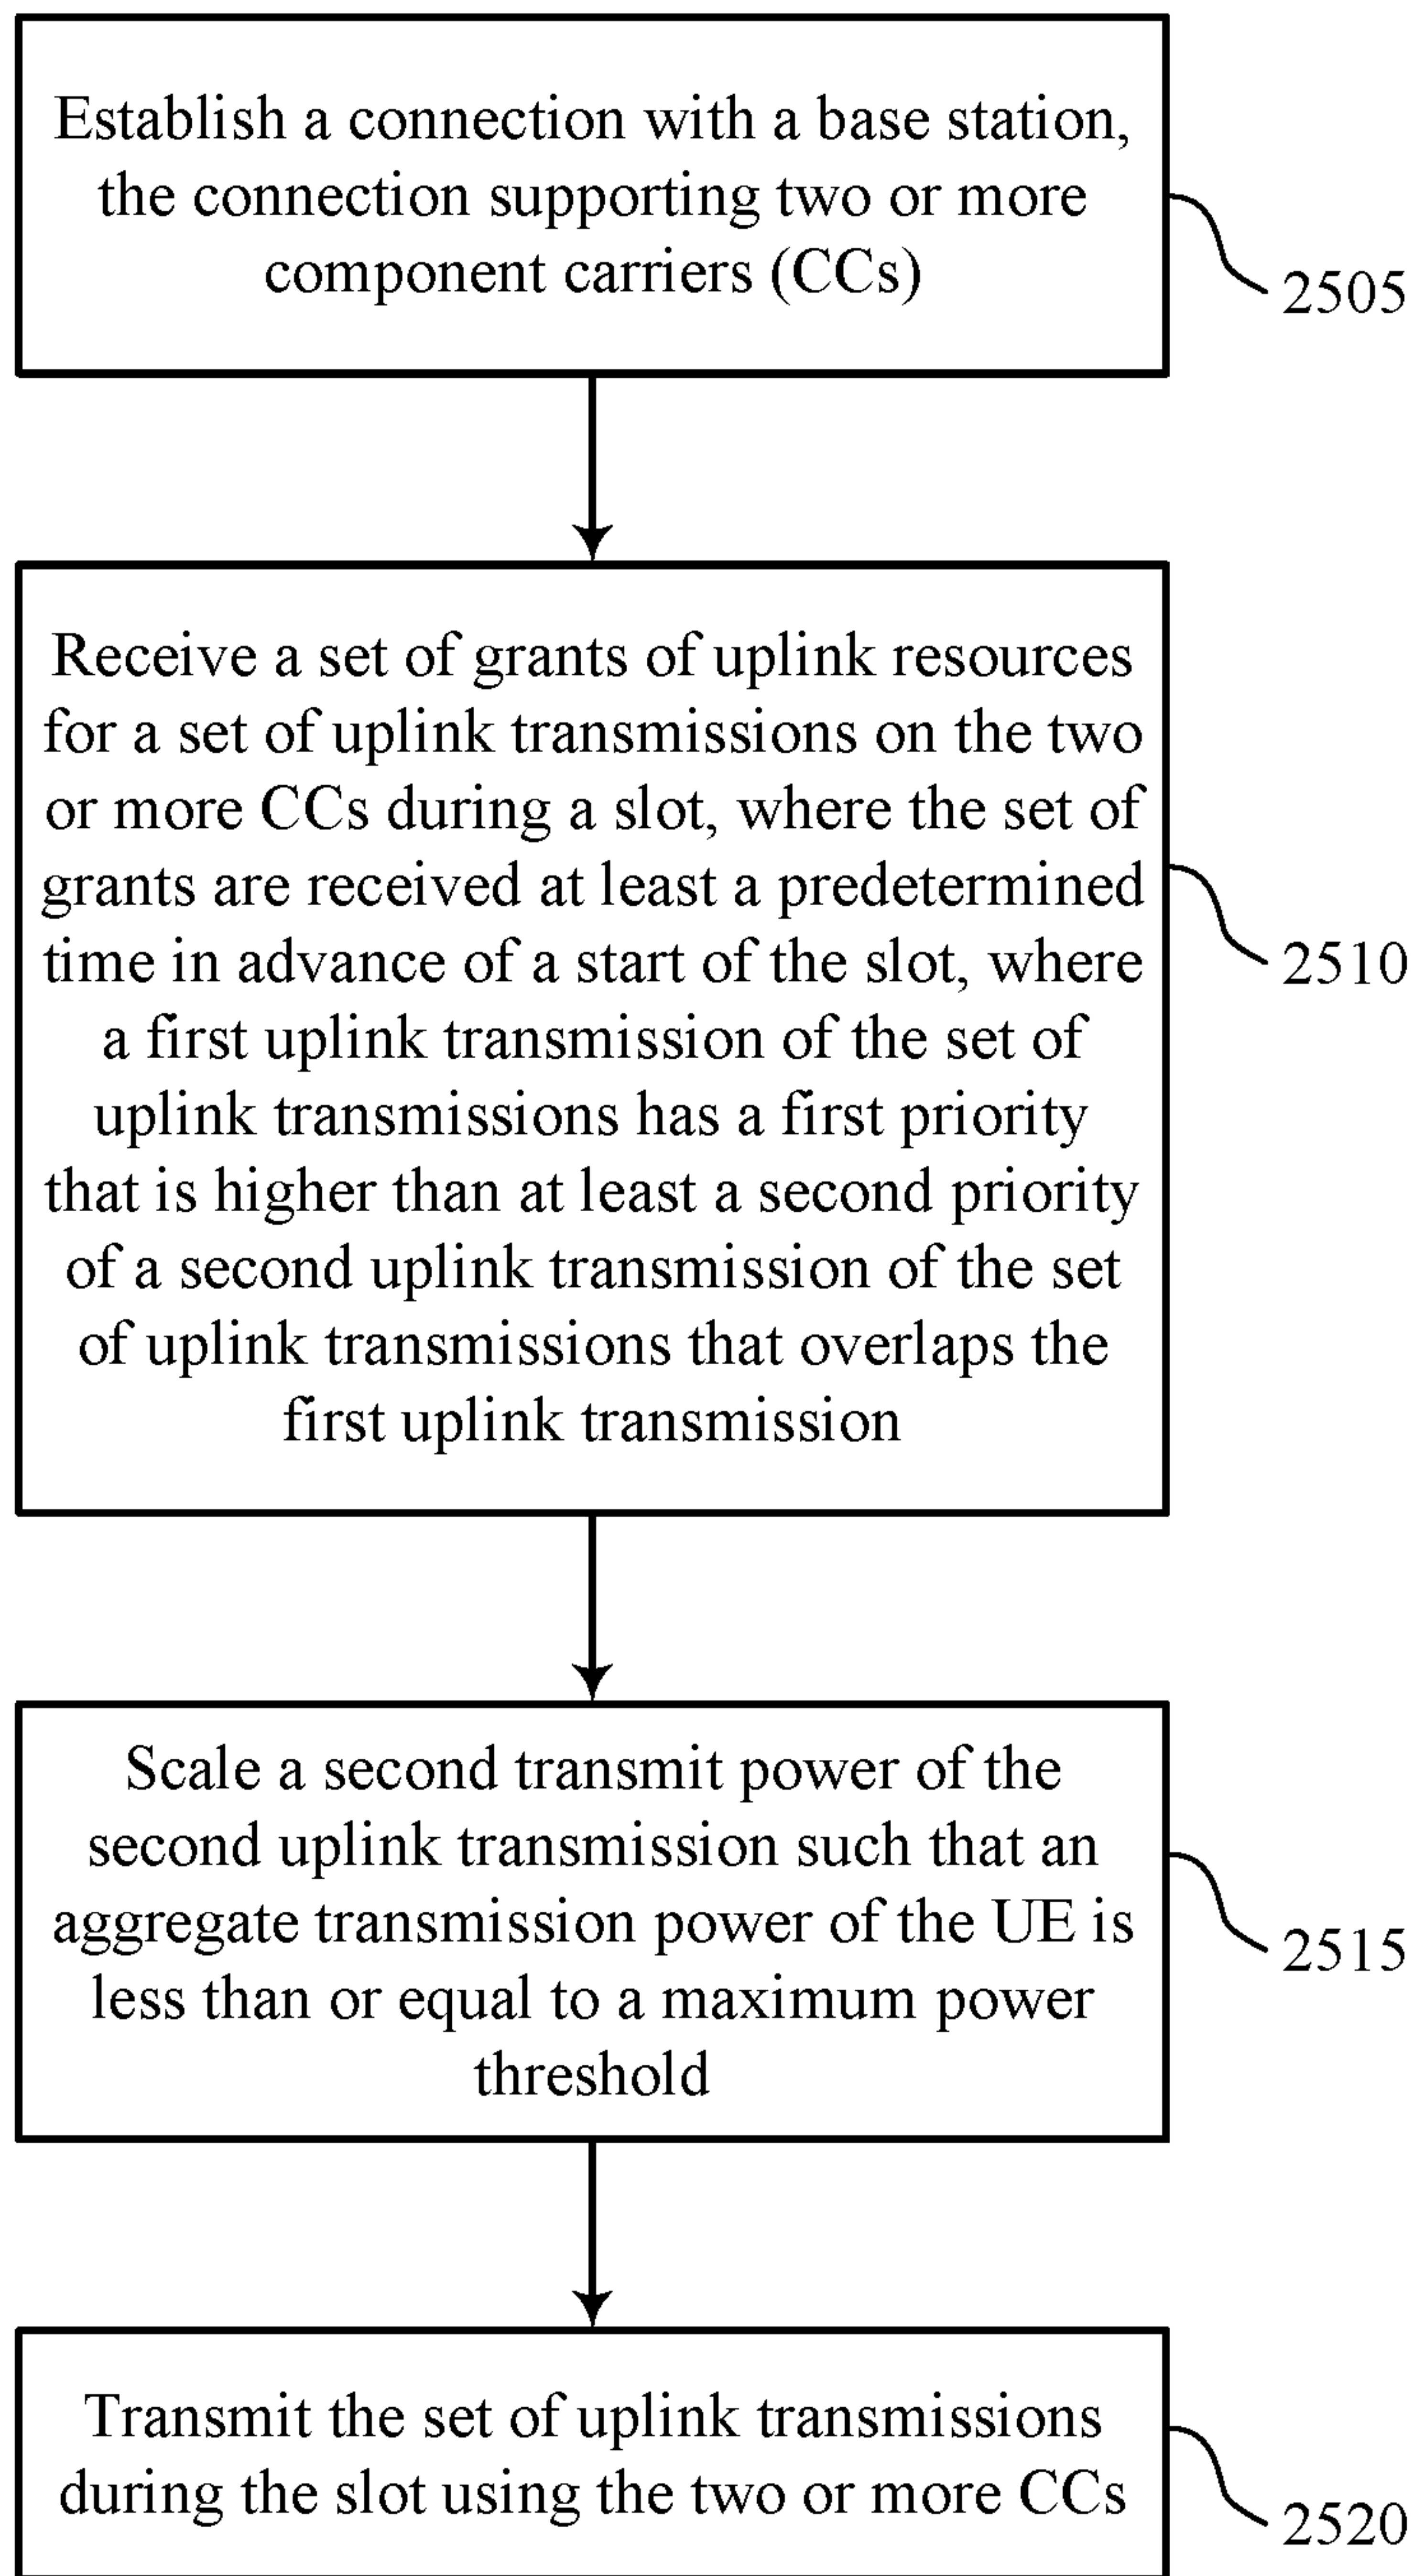 Establish a connection with a base station,
the connection supporting two or more
component carriers (CCs)
2505
Receive a set of grants of uplink resources
for a set of uplink transmissions on the two
or more CCs during a slot, where the set of
grants are received at least a predetermined
time in advance of a start of the slot, where
a first uplink transmission of the set of
uplink transmissions has a first priority
that is higher than at least a second priority
of a second uplink transmission of the set
of uplink transmissions that overlaps the
first uplink transmission
2510
Scale a second transmit power of the
second uplink transmission such that an
aggregate transmission power of the UE is
less than or equal to a maximum power
threshold
2515
Transmit the set of uplink transmissions
during the slot using the two or more CCs
2520